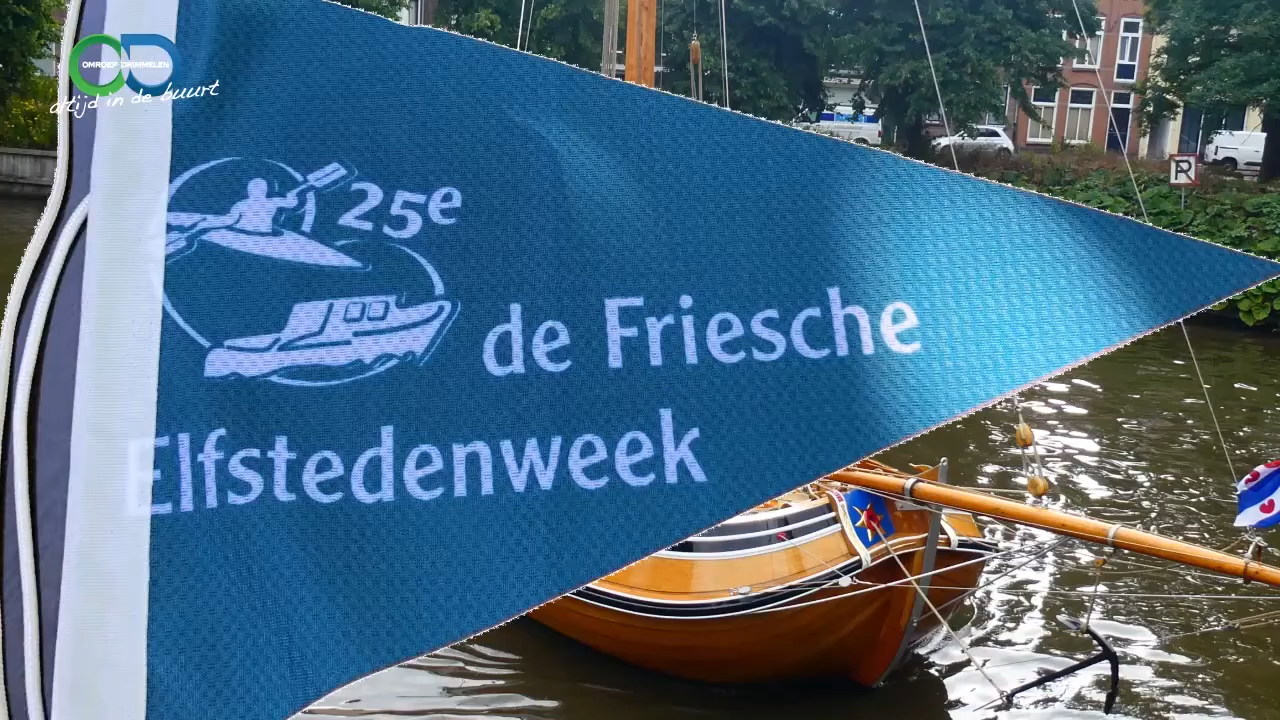 OMROEP DRIMMELEN
altijd in de buurt
25e
de Friesche
Elfstedenweek